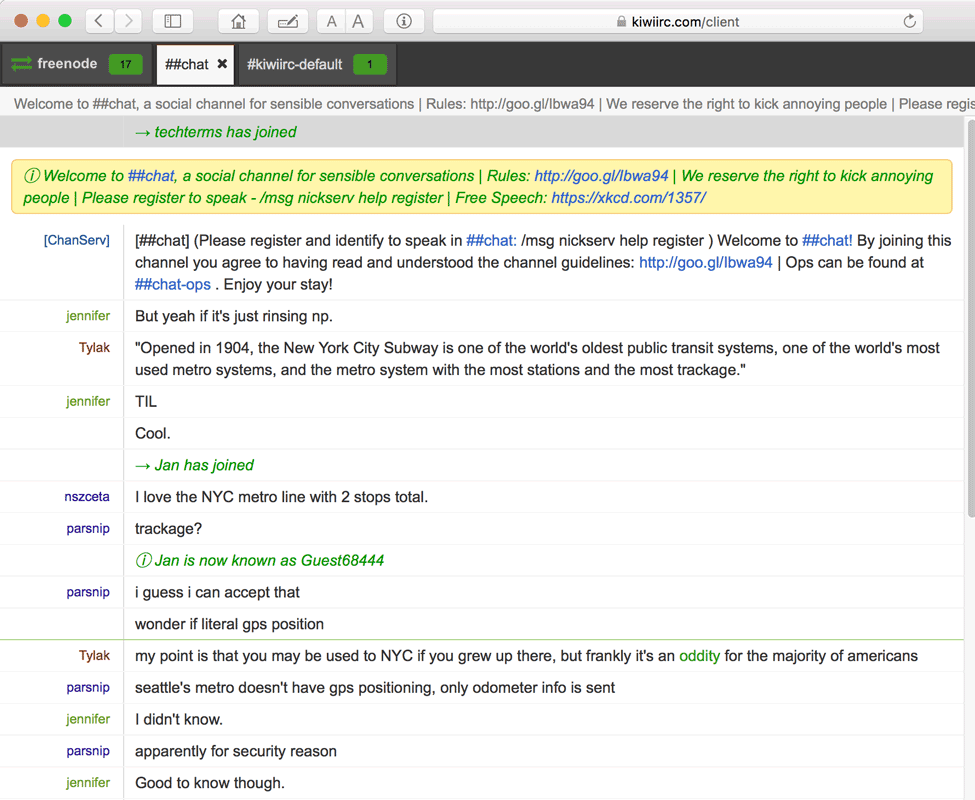 A A kiwiirc.com/client
freenode 17 ##chat ✖ #kiwiirc-default 1
Welcome to ##chat, a social channel for sensible conversations | Rules: http://goo.gl/Ibwa94 | We reserve the right to kick annoying people | Please regis
→ techterms has joined
ⓘ Welcome to ##chat, a social channel for sensible conversations | Rules: http://goo.gl/Ibwa94 | We reserve the right to kick annoying
people | Please register to speak - /msg nickserv help register | Free Speech: https://xkcd.com/1357/
[ChanServ] [##chat] (Please register and identify to speak in ##chat: /msg nickserv help register ) Welcome to ##chat! By joining this
channel you agree to having read and understood the channel guidelines: http://goo.gl/Ibwa94 | Ops can be found at
##chat-ops . Enjoy your stay!
jennifer But yeah if it's just rinsing np.
Tylak "Opened in 1904, the New York City Subway is one of the world's oldest public transit systems, one of the world's most
used metro systems, and the metro system with the most stations and the most trackage."
jennifer TIL
Cool.
→ Jan has joined
nszceta I love the NYC metro line with 2 stops total.
parsnip trackage?
ⓘ Jan is now known as Guest68444
parsnip i guess i can accept that
wonder if literal gps position
Tylak my point is that you may be used to NYC if you grew up there, but frankly it's an oddity for the majority of americans
parsnip seattle's metro doesn't have gps positioning, only odometer info is sent
jennifer I didn't know.
parsnip apparently for security reason
jennifer Good to know though.